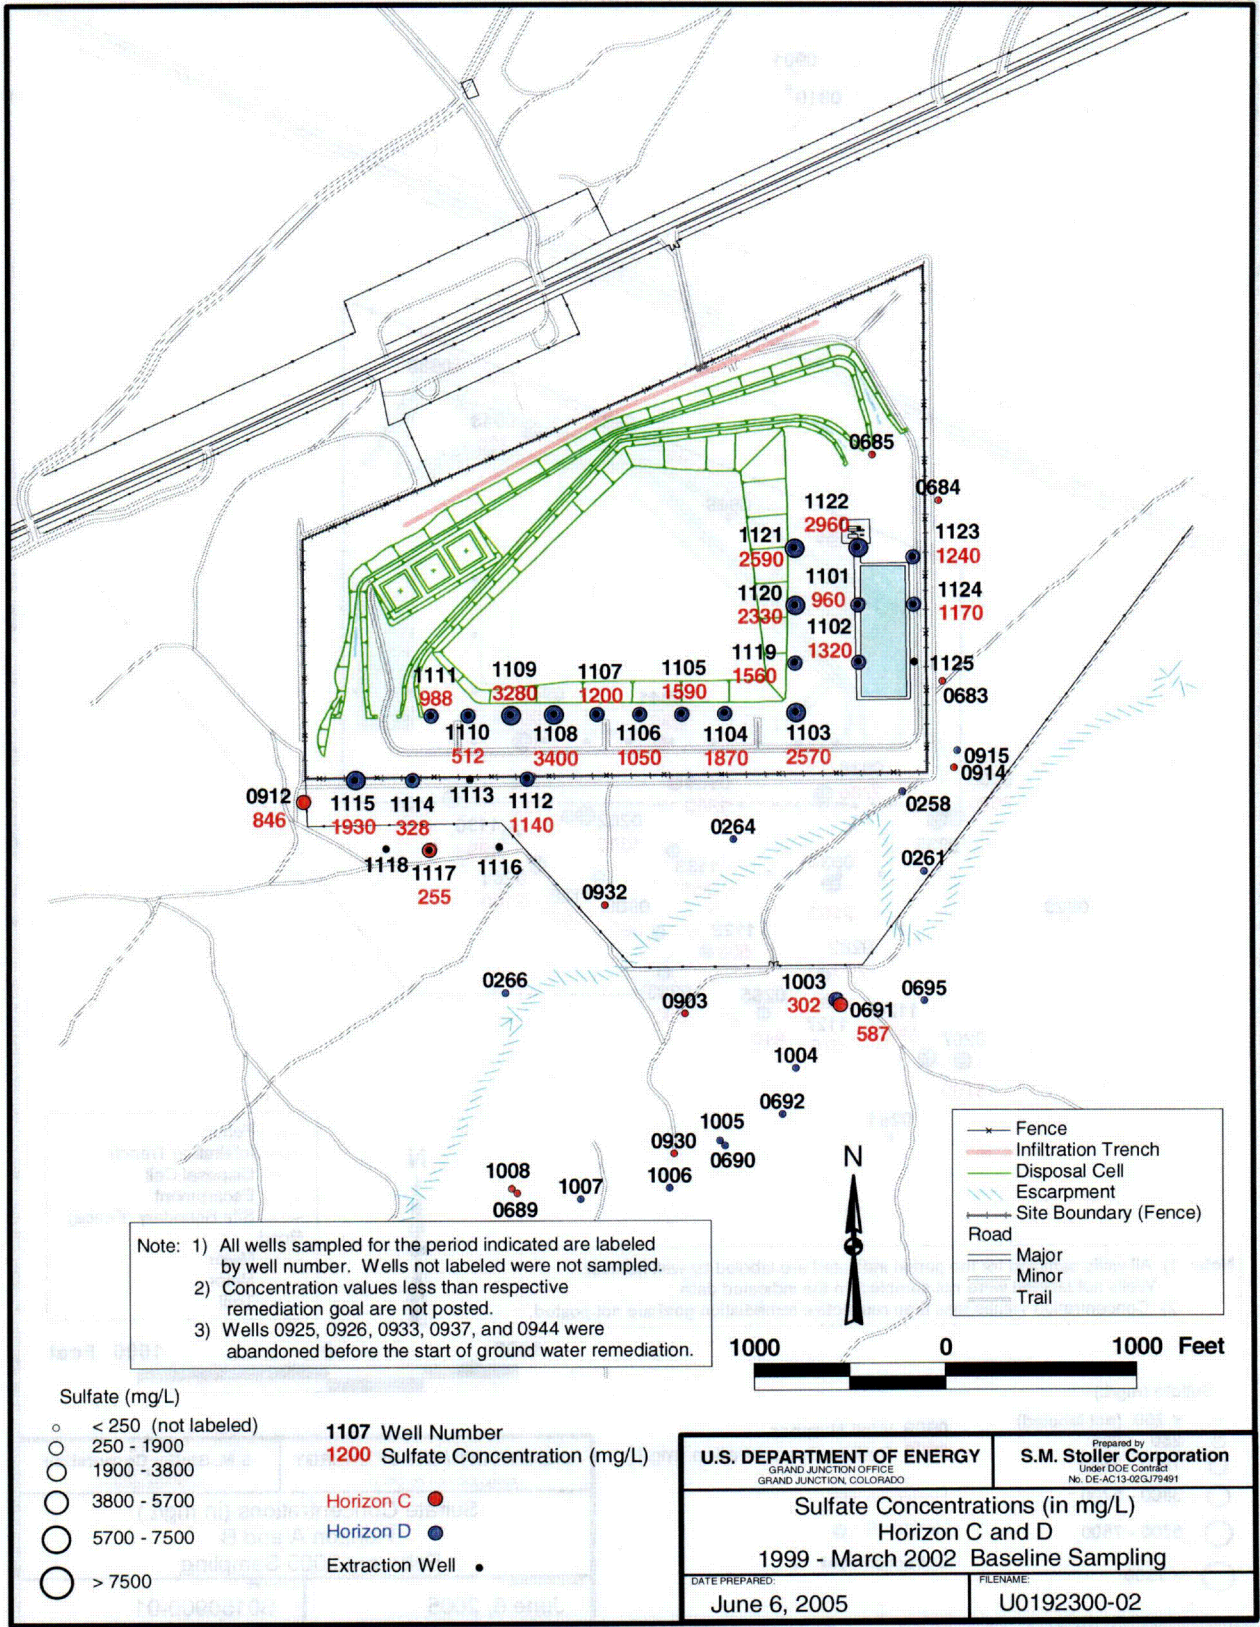 0685
0684
1122
2960
1121
2590
1123
1240
1101
960
1120
2330
1124
1170
1102
1320
1119
1560
1125
0683
1111
988
1109
3280
1107
1200
1105
1590
1110
512
1108
3400
1106
1050
1104
1870
1103
2570
0915
0914
0912
846
1115
1930
1114
328
1113
1112
1140
0258
0264
0261
1118
1117
255
1116
0932
0266
0903
1003
302
0691
587
0695
1004
0692
1005
0690
0930
1006
1008
0689
1007
N
Fence
Infiltration Trench
Disposal Cell
Escarpment
Site Boundary (Fence)
Road
Major
Minor
Trail
Note: 1) All wells sampled for the period indicated are labeled
by well number. Wells not labeled were not sampled.
2) Concentration values less than respective
remediation goal are not posted.
3) Wells 0925, 0926, 0933, 0937, and 0944 were
abandoned before the start of ground water remediation.
1000 0 1000 Feet
Sulfate (mg/L)
< 250 (not labeled)
250 - 1900
1900 - 3800
3800 - 5700
5700 - 7500
> 7500
1107 Well Number
1200 Sulfate Concentration (mg/L)
Horizon C
Horizon D
Extraction Well
U.S. DEPARTMENT OF ENERGY
GRAND JUNCTION OFFICE
GRAND JUNCTION, COLORADO
Prepared by
S.M. Stoller Corporation
Under DOE Contract
No. DE-AC13-02GJ79491
Sulfate Concentrations (in mg/L)
Horizon C and D
1999 - March 2002 Baseline Sampling
DATE PREPARED:
June 6, 2005
FILENAME:
U0192300-02